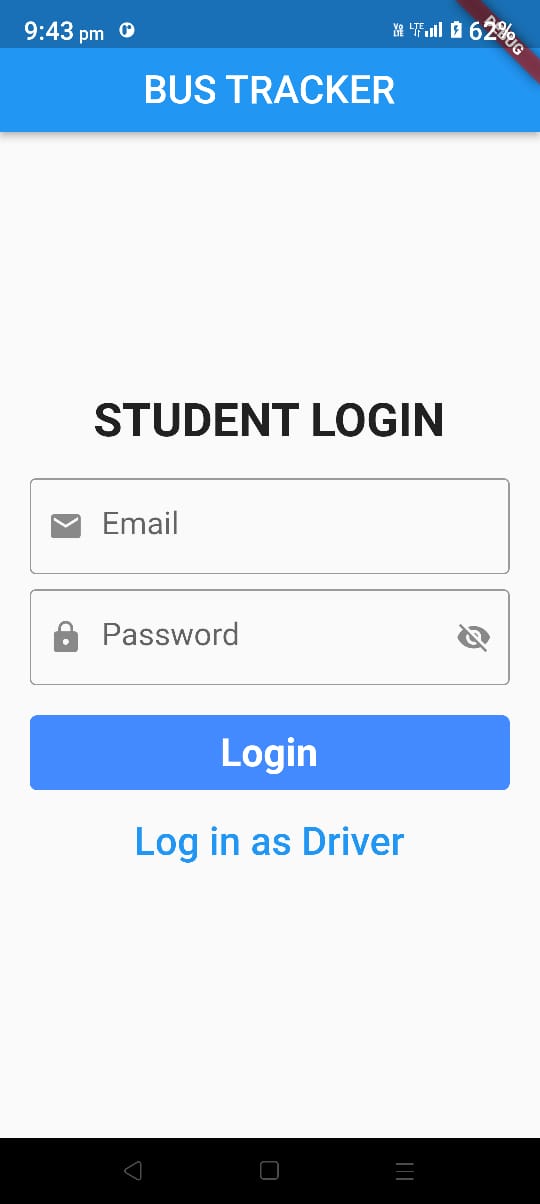 9:43 pm
Vo LTE LTE 62%
DEBUG
BUS TRACKER
STUDENT LOGIN
Email
Password
Login
Log in as Driver